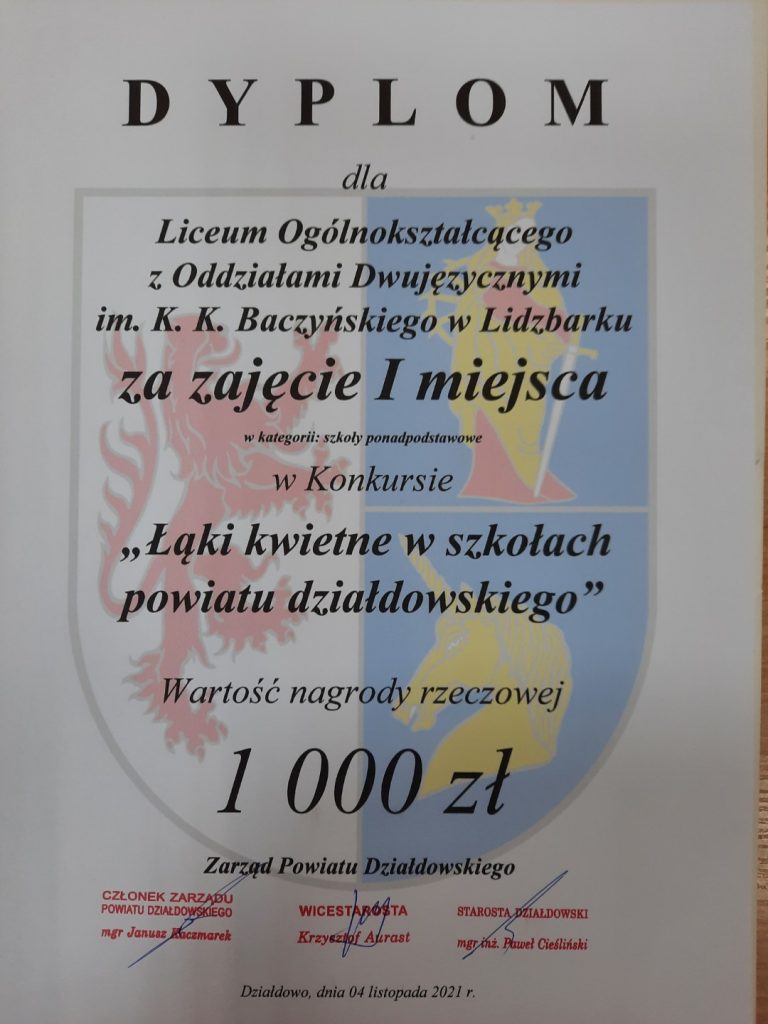 DYPLOM
dla
Liceum Ogólnokształcącego
z Oddziałami Dwujęzycznymi
im. K. K. Baczyńskiego w Lidzbarku
za zajęcie I miejsca
w kategorii: szkoły ponadpodstawowe
w Konkursie
„Łąki kwietne w szkołach
powiatu działdowskiego”
Wartość nagrody rzeczowej
1 000 zł
Zarząd Powiatu Działdowskiego
CZŁONEK ZARZĄDU
POWIATU DZIAŁDOWSKIEGO
mgr Janusz Kaczmarek
WICESTAROSTA
Krzysztof Aurast
STAROSTA DZIAŁDOWSKI
mgr inż. Paweł Cieśliński
Działdowo, dnia 04 listopada 2021 r.